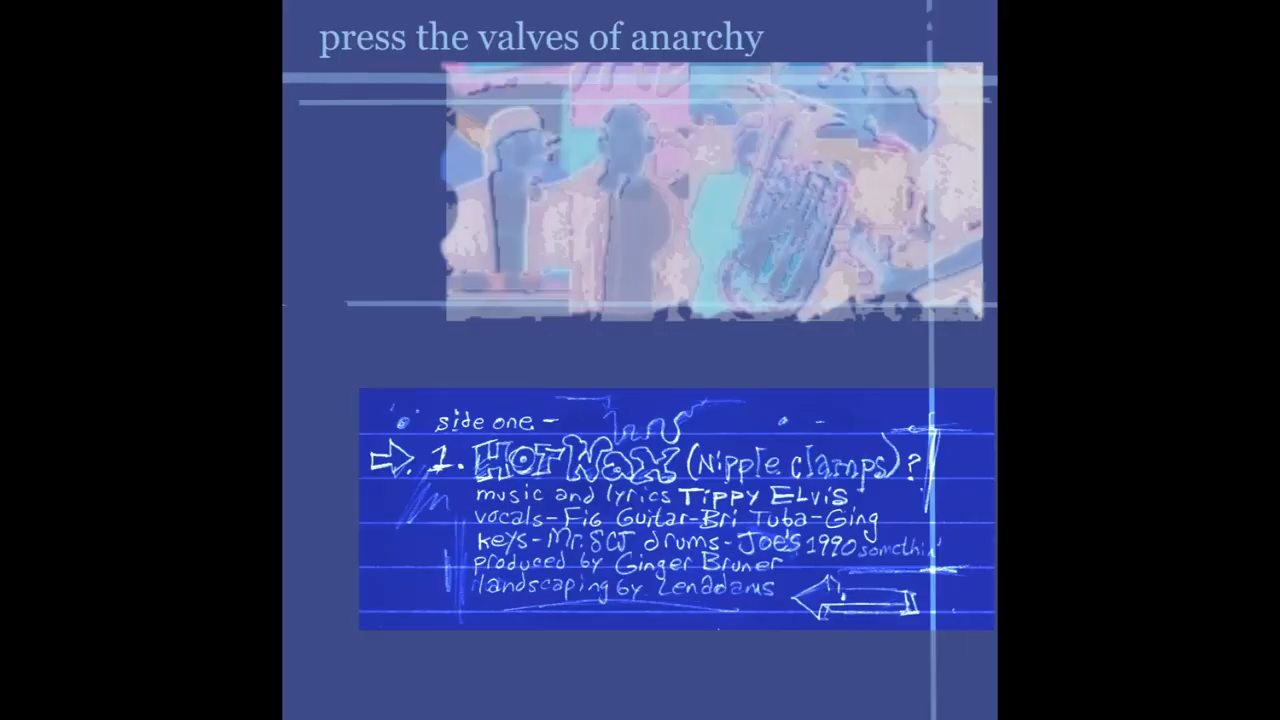 press the valves of anarchy
side one -
1. HOT WAX (Nipple clamps)?
music and lyrics TIPPY ELVIS
vocals-Fig Guitar-Bri Tuba-Ging
keys-Mr. SCJ drums-JOE'S 1990 somethin'
produced by Ginger Bruner
landscaping by Lenadams